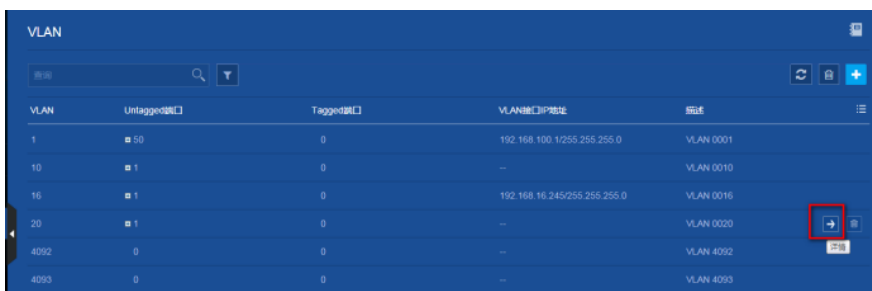 VLAN
查询
VLAN Untagged端口 Tagged端口 VLAN接口IP地址 描述
1 50 0 192.168.100.1/255.255.255.0 VLAN 0001
10 1 0 -- VLAN 0010
16 1 0 192.168.16.245/255.255.255.0 VLAN 0016
20 1 0 -- VLAN 0020
详情
4092 0 0 -- VLAN 4092
4093 0 0 -- VLAN 4093